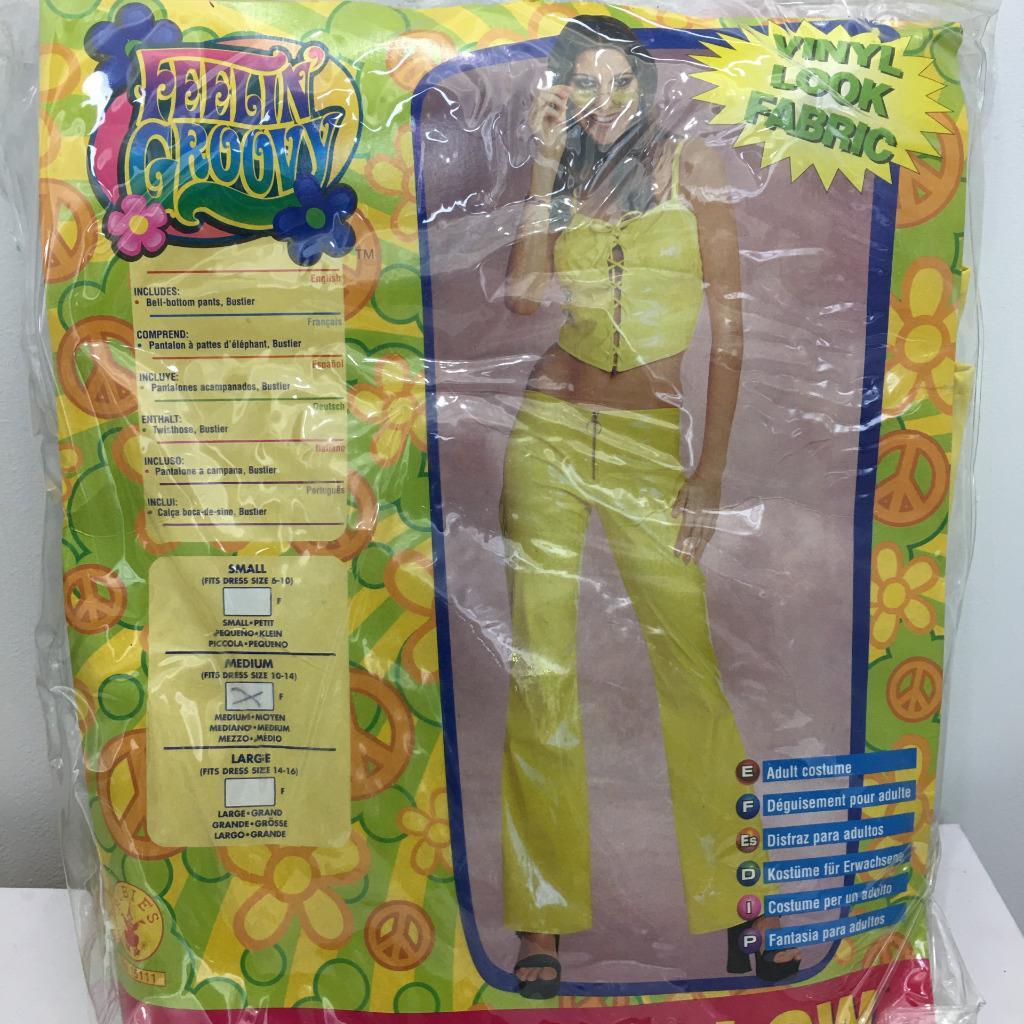 FEELIN'
GROOVY
TM
VINYL
LOOK
FABRIC
English
INCLUDES:
• Bell-bottom pants, Bustier
Français
COMPREND:
• Pantalon à pattes d'éléphant, Bustier
Español
INCLUYE:
• Pantalones acampanados, Bustier
Deutsch
ENTHALT:
• Twisthose, Bustier
Italiano
INCLUSO:
• Pantalone a campana, Bustier
Português
INCLUI:
• Calça boca-de-sino, Bustier
SMALL
(FITS DRESS SIZE 6-10)
F
SMALL•PETIT
PEQUEÑO•KLEIN
PICCOLA•PEQUENO
MEDIUM
(FITS DRESS SIZE 10-14)
X F
MEDIUM•MOYEN
MEDIANO•MEDIUM
MEZZO•MÉDIO
LARGE
(FITS DRESS SIZE 14-16)
F
LARGE•GRAND
GRANDE•GRÖSSE
LARGO•GRANDE
E Adult costume
F Déguisement pour adulte
Es Disfraz para adultos
D Kostüme für Erwachsene
I Costume per un adulto
P Fantasia para adultos